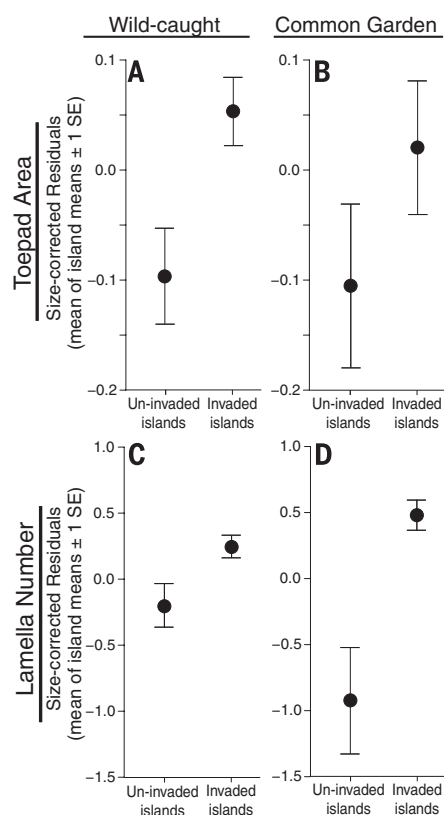 Wild-caught
Common Garden
Toepad Area
Size-corrected Residuals
(mean of island means ± 1 SE)
A
0.1
0.0
−0.1
−0.2
Un-invaded islands
Invaded islands
B
0.1
0.0
−0.1
−0.2
Un-invaded islands
Invaded islands
Lamella Number
Size-corrected Residuals
(mean of island means ± 1 SE)
C
1.0
0.5
0.0
−0.5
−1.0
−1.5
Un-invaded islands
Invaded islands
D
1.0
0.5
0.0
−0.5
−1.0
−1.5
Un-invaded islands
Invaded islands